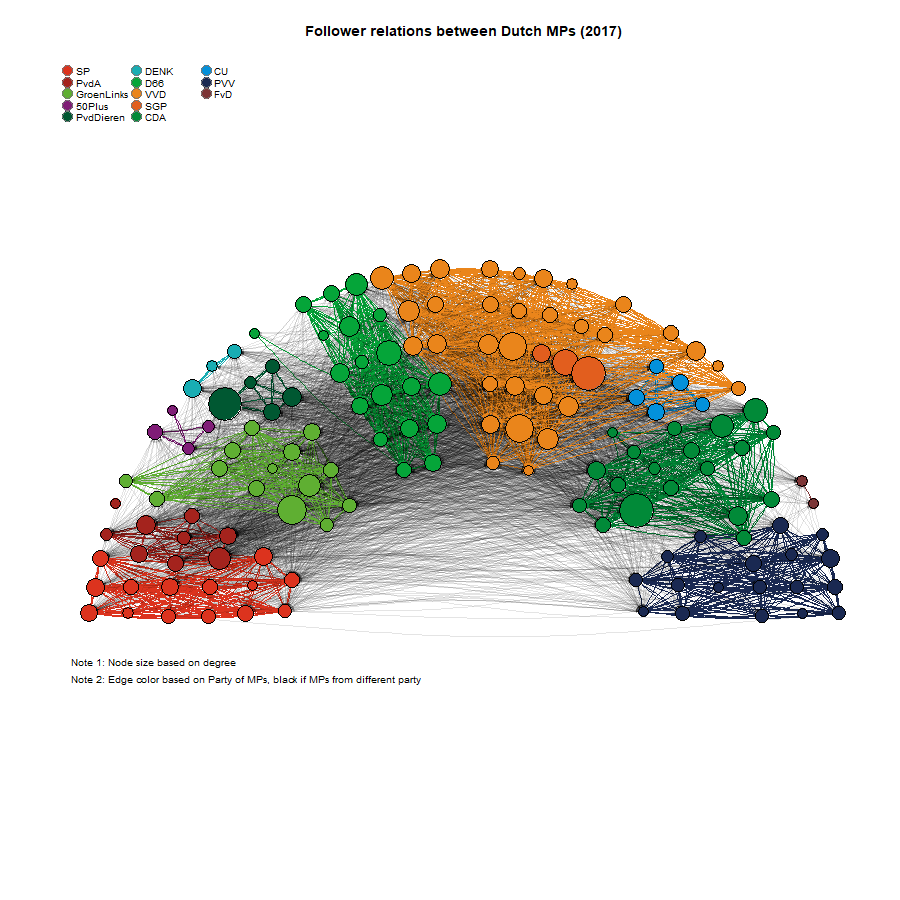 Follower relations between Dutch MPs (2017)
SP DENK CU
PvdA D66 PVV
GroenLinks VVD FvD
50Plus SGP
PvdDieren CDA
Note 1: Node size based on degree
Note 2: Edge color based on Party of MPs, black if MPs from different party